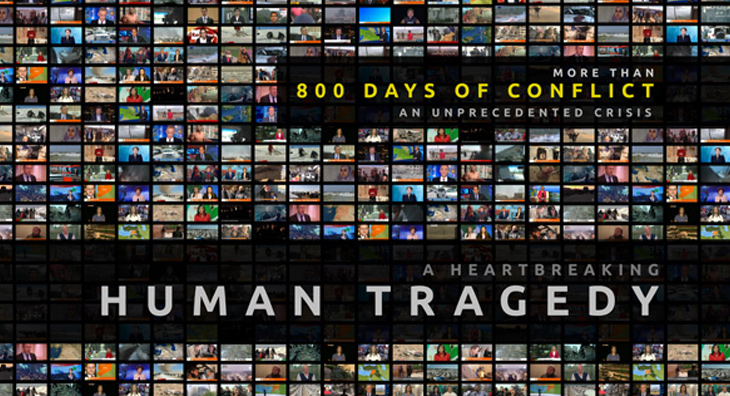 MORE THAN
800 DAYS OF CONFLICT
AN UNPRECEDENTED CRISIS
A HEARTBREAKING
HUMAN TRAGEDY